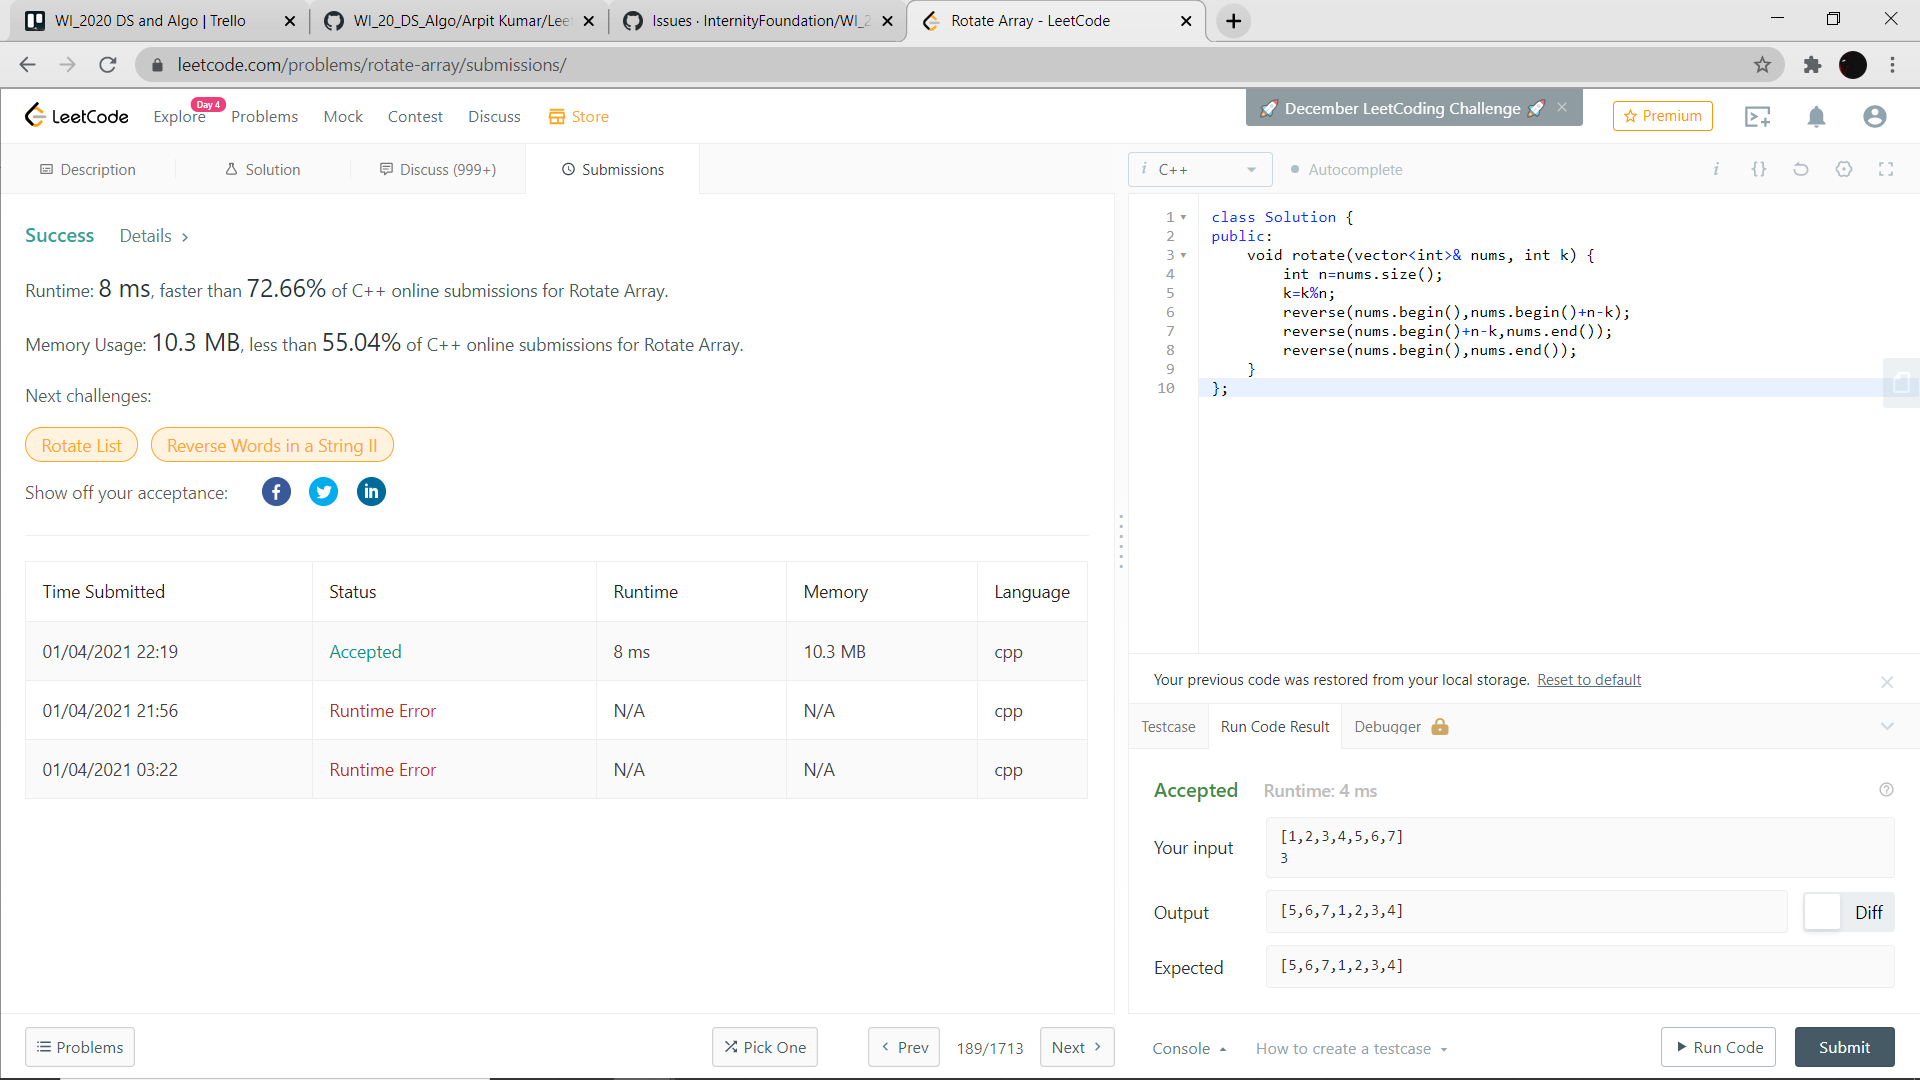 WI_2020 DS and Algo | Trello
WI_20_DS_Algo/Arpit Kumar/Lee
Issues · InternityFoundation/WI_2
Rotate Array - LeetCode
leetcode.com/problems/rotate-array/submissions/
LeetCode
Explore
Day 4
Problems
Mock
Contest
Discuss
Store
🚀 December LeetCoding Challenge 🚀
Premium
Description
Solution
Discuss (999+)
Submissions
i C++
Autocomplete
Success
Details >
Runtime: 8 ms, faster than 72.66% of C++ online submissions for Rotate Array.
Memory Usage: 10.3 MB, less than 55.04% of C++ online submissions for Rotate Array.
Next challenges:
Rotate List
Reverse Words in a String II
Show off your acceptance:
Time Submitted Status Runtime Memory Language
01/04/2021 22:19 Accepted 8 ms 10.3 MB cpp
01/04/2021 21:56 Runtime Error N/A N/A cpp
01/04/2021 03:22 Runtime Error N/A N/A cpp
1 class Solution {
2 public:
3 void rotate(vector<int>& nums, int k) {
4 int n=nums.size();
5 k=k%n;
6 reverse(nums.begin(),nums.begin()+n-k);
7 reverse(nums.begin()+n-k,nums.end());
8 reverse(nums.begin(),nums.end());
9 }
10 };
Your previous code was restored from your local storage. Reset to default
Testcase
Run Code Result
Debugger
Accepted Runtime: 4 ms
Your input
[1,2,3,4,5,6,7]
3
Output
[5,6,7,1,2,3,4]
Diff
Expected
[5,6,7,1,2,3,4]
Problems
Pick One
Prev
189/1713
Next
Console
How to create a testcase
Run Code
Submit